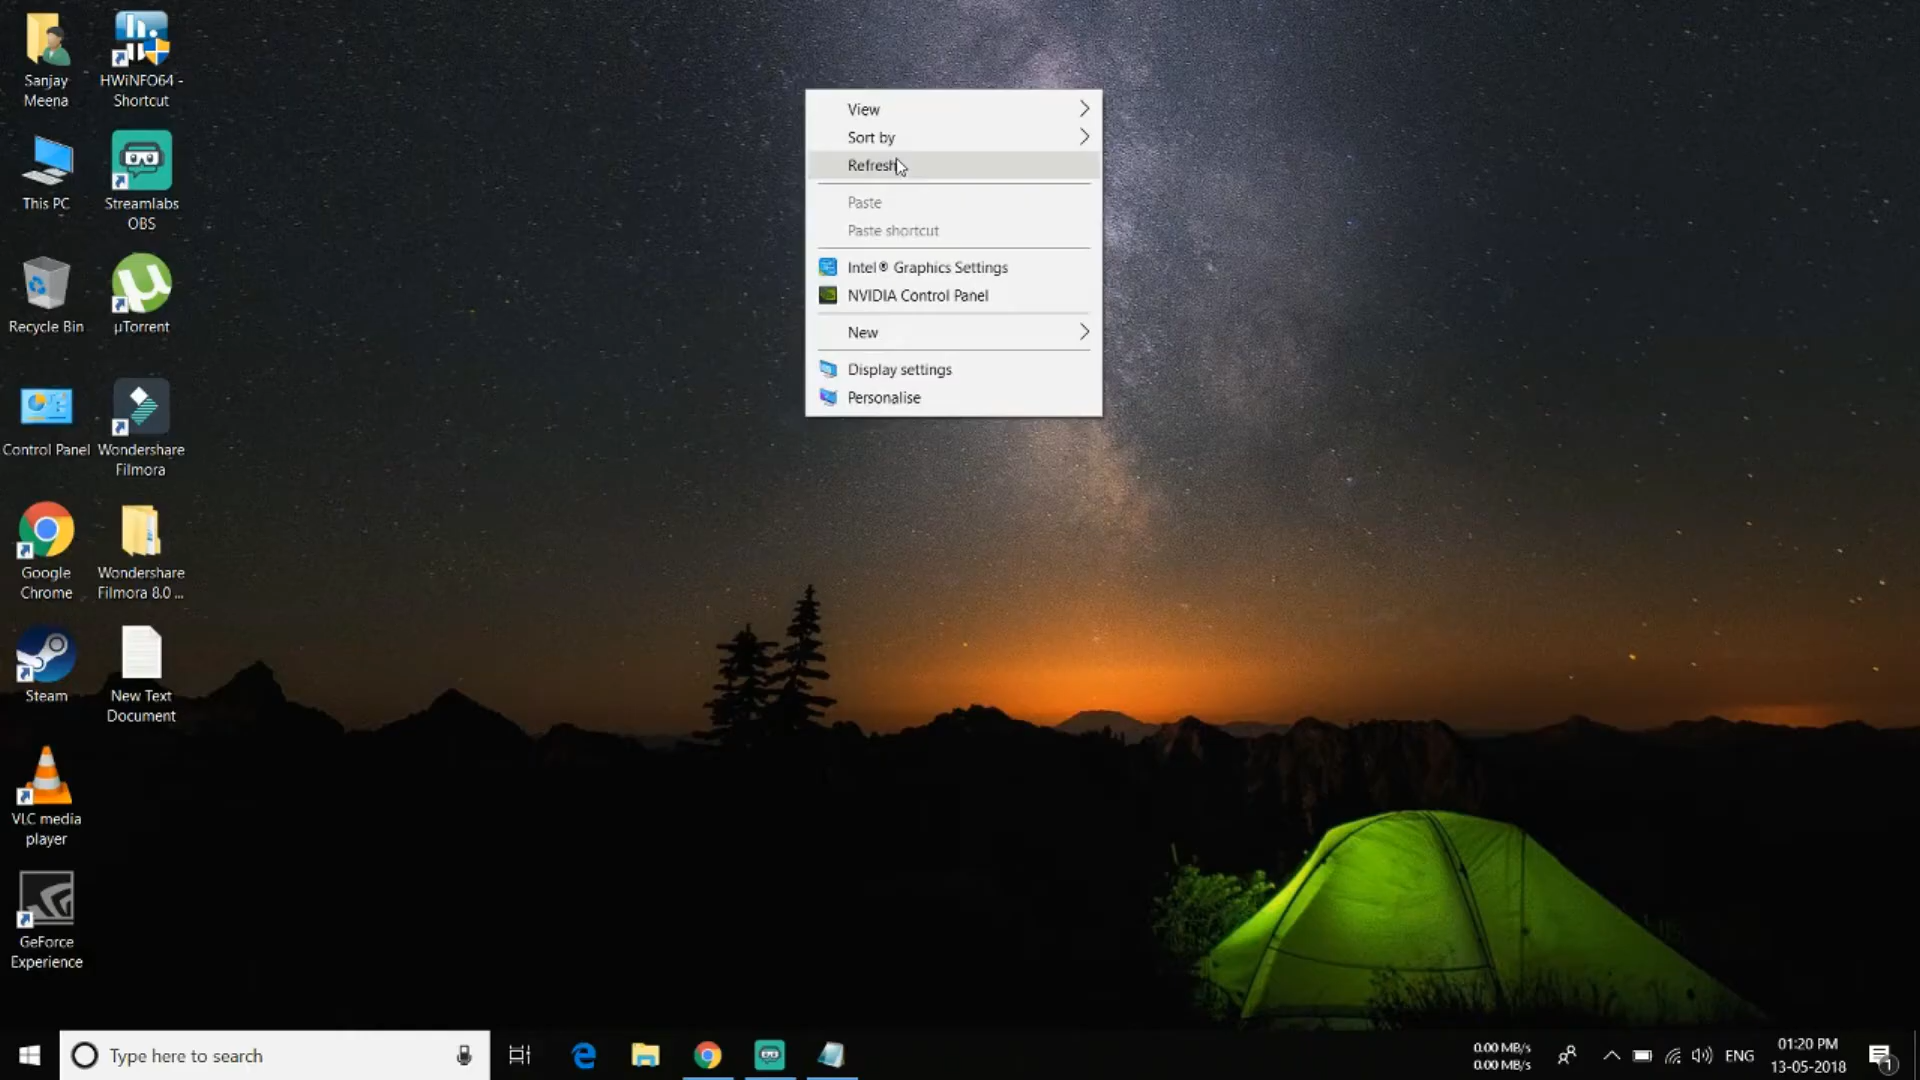 Sanjay
Meena
HWiNFO64 -
Shortcut
This PC
Streamlabs
OBS
Recycle Bin
µTorrent
Control Panel
Wondershare
Filmora
Google
Chrome
Wondershare
Filmora 8.0 ...
Steam
New Text
Document
VLC media
player
GeForce
Experience
View
Sort by
Refresh
Paste
Paste shortcut
Intel® Graphics Settings
NVIDIA Control Panel
New
Display settings
Personalise
Type here to search
0.00 MB/s
0.00 MB/s
ENG
01:20 PM
13-05-2018
1